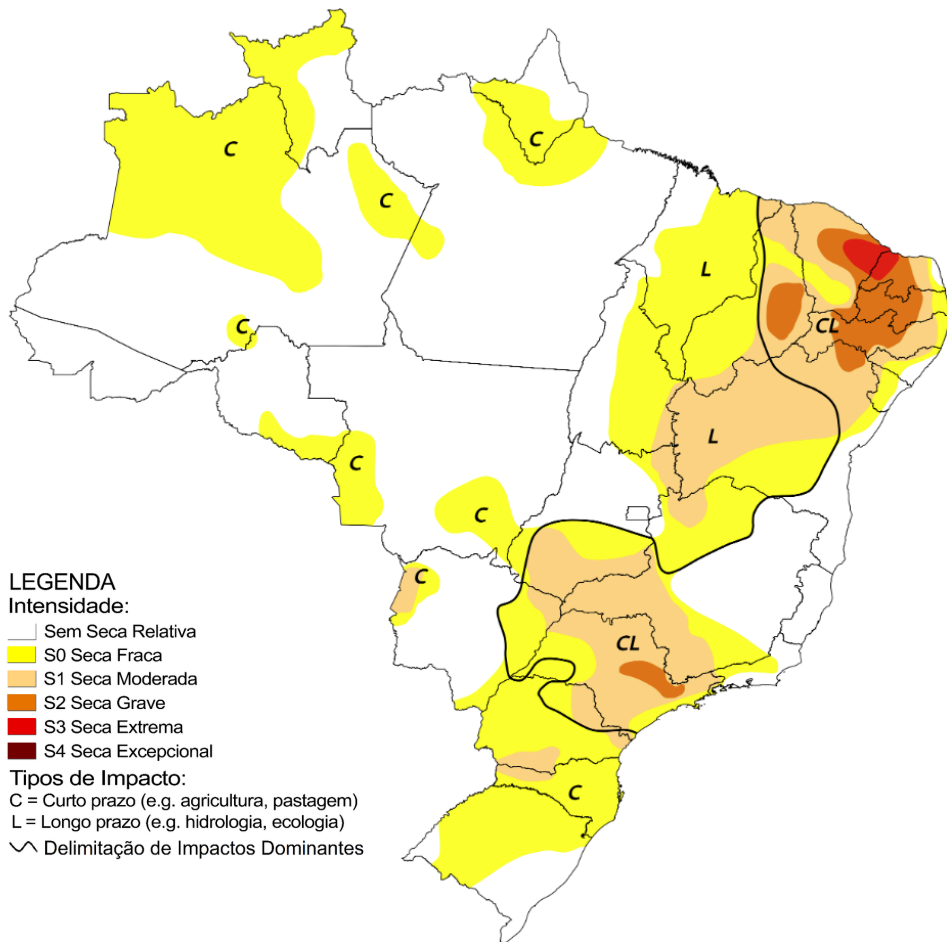 C
C
C
C
L
CL
C
L
C
C
C
CL
C
LEGENDA
Intensidade:
Sem Seca Relativa
S0 Seca Fraca
S1 Seca Moderada
S2 Seca Grave
S3 Seca Extrema
S4 Seca Excepcional
Tipos de Impacto:
C = Curto prazo (e.g. agricultura, pastagem)
L = Longo prazo (e.g. hidrologia, ecologia)
Delimitação de Impactos Dominantes